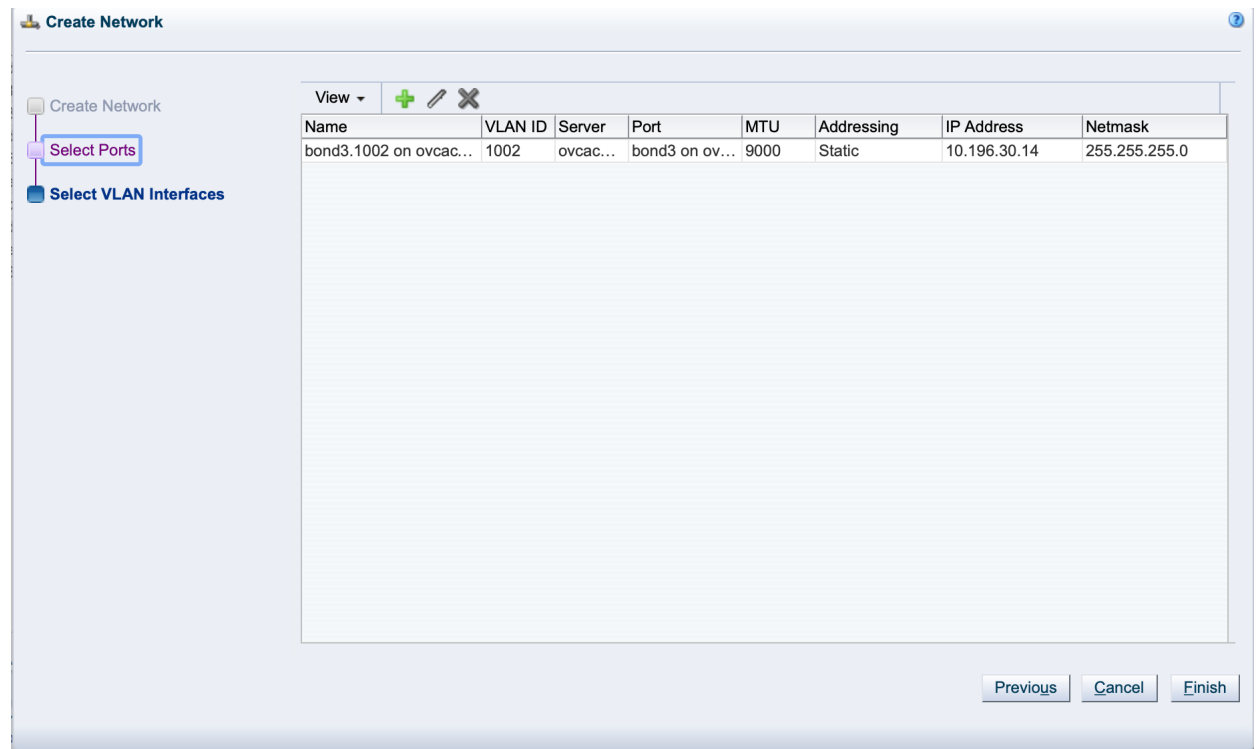 Create Network
?
Create Network
Select Ports
Select VLAN Interfaces
View
Name VLAN ID Server Port MTU Addressing IP Address Netmask
bond3.1002 on ovcac... 1002 ovcac... bond3 on ov... 9000 Static 10.196.30.14 255.255.255.0
Previous Cancel Finish